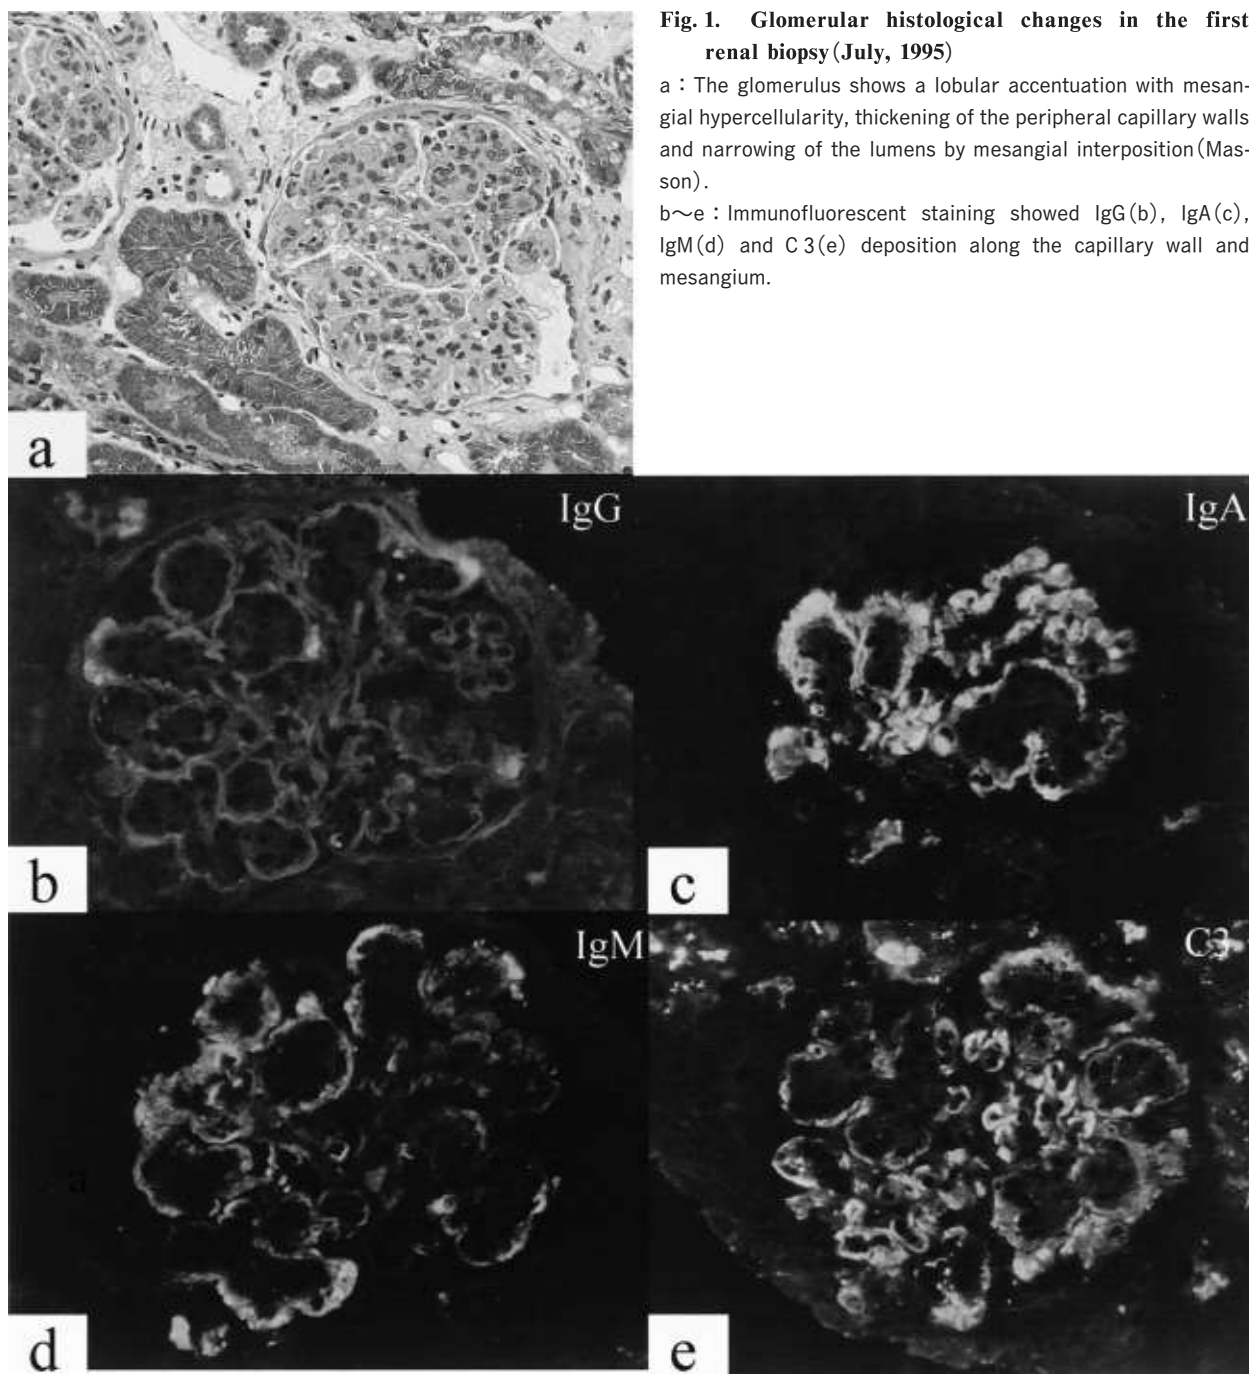 Fig. 1. Glomerular histological changes in the first
renal biopsy (July, 1995)
a : The glomerulus shows a lobular accentuation with mesan-
gial hypercellularity, thickening of the peripheral capillary walls
and narrowing of the lumens by mesangial interposition (Mas-
son).
b～e : Immunofluorescent staining showed IgG (b), IgA (c),
IgM (d) and C 3 (e) deposition along the capillary wall and
mesangium.
a
IgG
b
IgA
c
IgM
a
d
C3
e